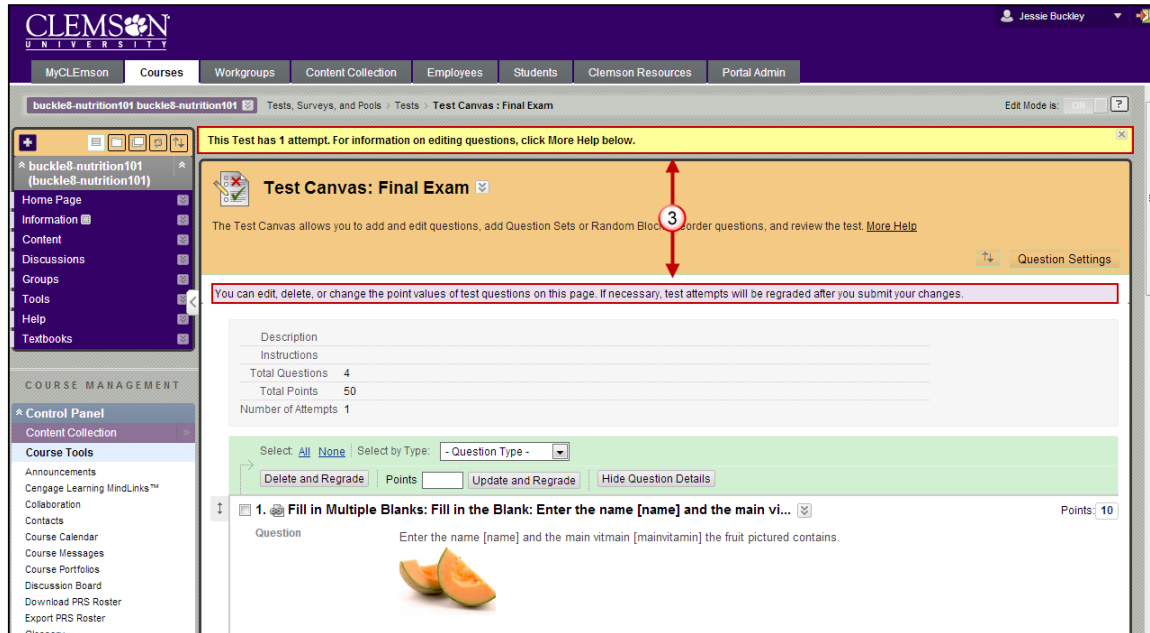 CLEMSON
UNIVERSITY
Jessie Buckley
MyCLEmson Courses Workgroups Content Collection Employees Students Clemson Resources Portal Admin
buckle8-nutrition101 buckle8-nutrition101 Tests, Surveys, and Pools > Tests > Test Canvas : Final Exam Edit Mode is: Off ?
This Test has 1 attempt. For information on editing questions, click More Help below.
buckle8-nutrition101
(buckle8-nutrition101)
Home Page
Information
Content
Discussions
Groups
Tools
Help
Textbooks
COURSE MANAGEMENT
Control Panel
Content Collection
Course Tools
Announcements
Cengage Learning MindLinks™
Collaboration
Contacts
Course Calendar
Course Messages
Course Portfolios
Discussion Board
Download PRS Roster
Export PRS Roster
Test Canvas: Final Exam
3
The Test Canvas allows you to add and edit questions, add Question Sets or Random Block order questions, and review the test. More Help
Question Settings
You can edit, delete, or change the point values of test questions on this page. If necessary, test attempts will be regraded after you submit your changes.
Description
Instructions
Total Questions 4
Total Points 50
Number of Attempts 1
Select: All None Select by Type: - Question Type -
Delete and Regrade Points Update and Regrade Hide Question Details
1. Fill in Multiple Blanks: Fill in the Blank: Enter the name [name] and the main vi... Points: 10
Question Enter the name [name] and the main vitmain [mainvitamin] the fruit pictured contains.